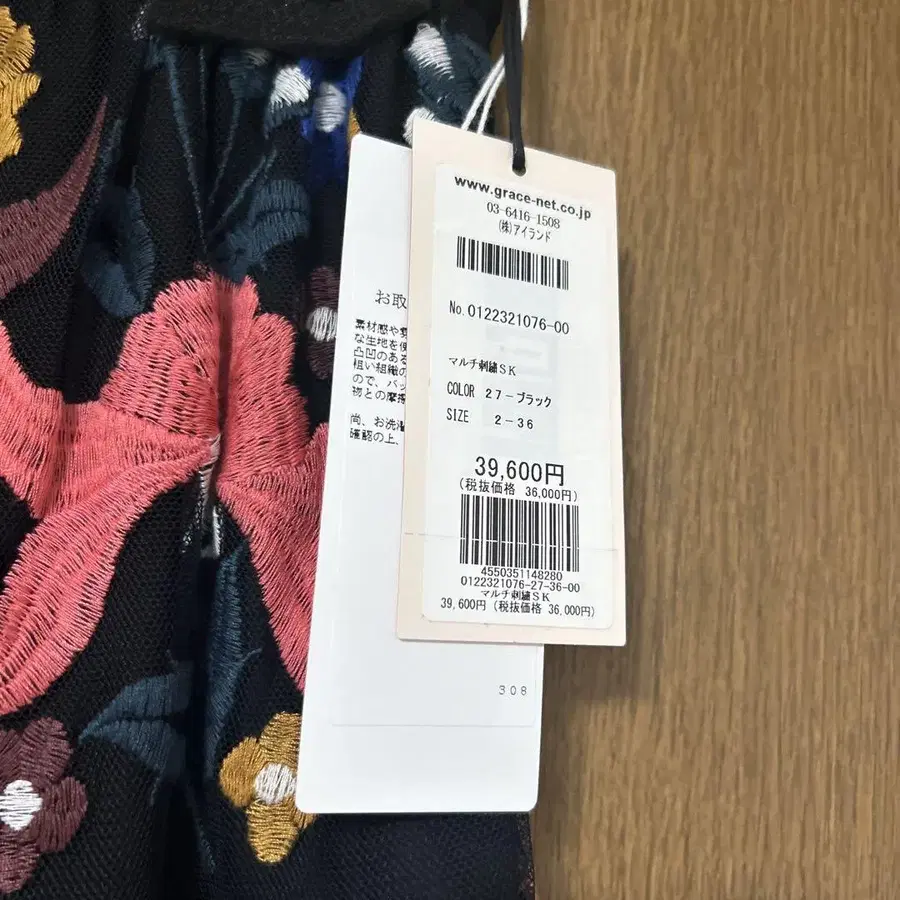 www.grace-net.co.jp
03-6416-1508
(株)アイランド
No.0122321076-00
マルチ刺繍SK
COLOR 27-ブラック
SIZE 2-36
39,600円
(税抜価格 36,000円)
4550351148280
0122321076-27-36-00
マルチ刺繍SK
39,600円 (税抜価格 36,000円)
お取
素材感や
な生地を使
凸凹のある
粗い組織の
ので、バッ
物との摩擦
尚、お洗濯
確認の上、
308